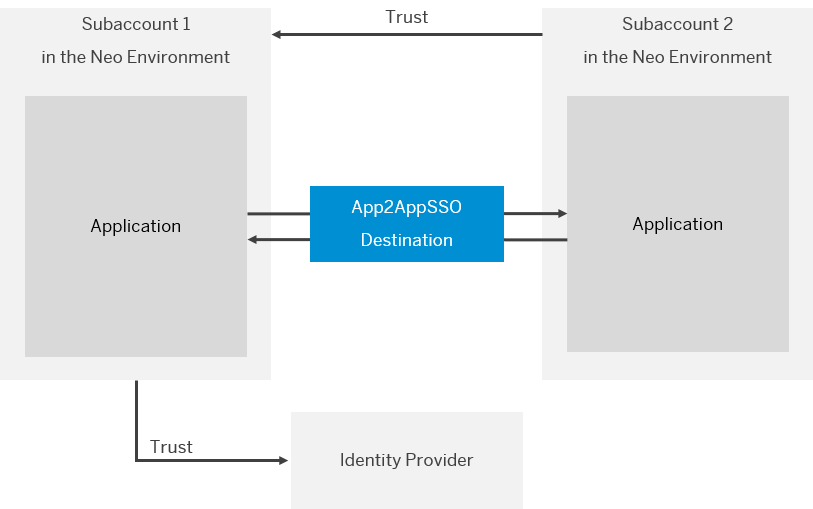 Trust
Subaccount 1
in the Neo Environment
Subaccount 2
in the Neo Environment
Application
App2AppSSO
Destination
Application
Trust
Identity Provider